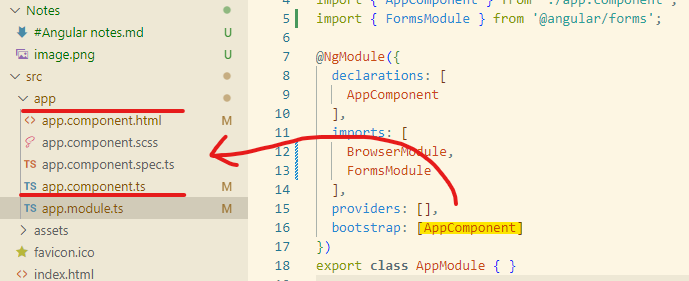 Notes
#Angular notes.md
image.png
src
app
<> app.component.html M
app.component.scss
TS app.component.spec.ts M
TS app.component.ts M
TS app.module.ts M
assets
favicon.ico
<> index.html M
4 import { AppComponent } from './app.component';
5 import { FormsModule } from '@angular/forms';
6
7 @NgModule({
8 declarations: [
9 AppComponent
10 ],
11 imports: [
12 BrowserModule,
13 FormsModule
14 ],
15 providers: [],
16 bootstrap: [AppComponent]
17 })
18 export class AppModule { }